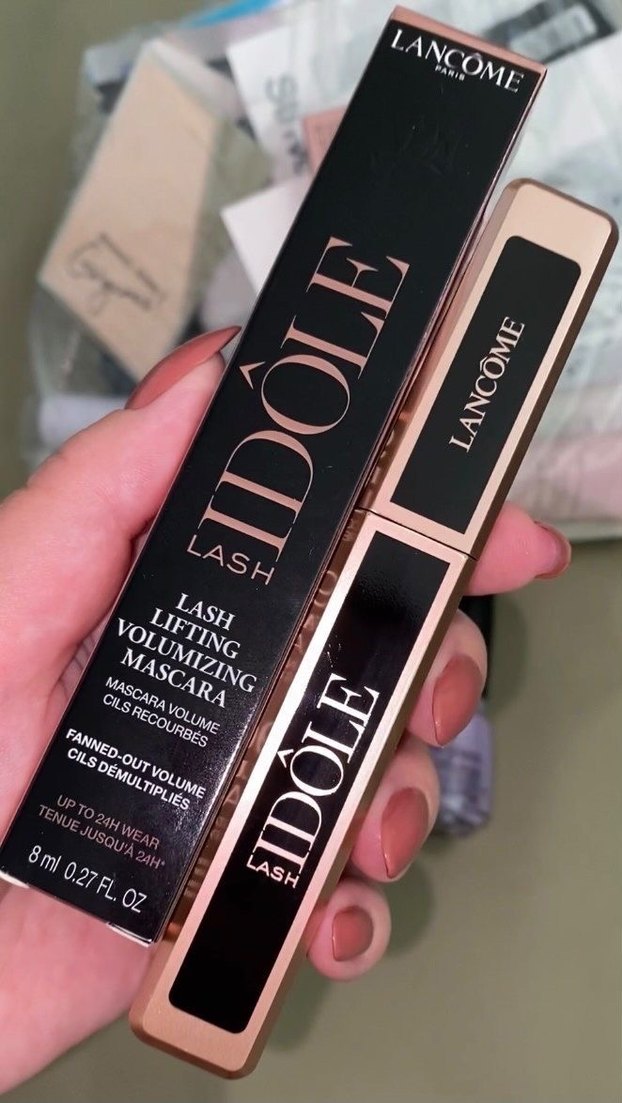 LANCÔME
PARIS
IDÔLE
LASH
LASH
LIFTING
VOLUMIZING
MASCARA
MASCARA VOLUME
CILS RECOURBÉS
FANNED-OUT VOLUME
CILS DÉMULTIPLIÉS
UP TO 24H WEAR
TENUE JUSQU'À 24H*
8 ml 0.27 FL. OZ
LANCÔME
IDÔLE
LASH